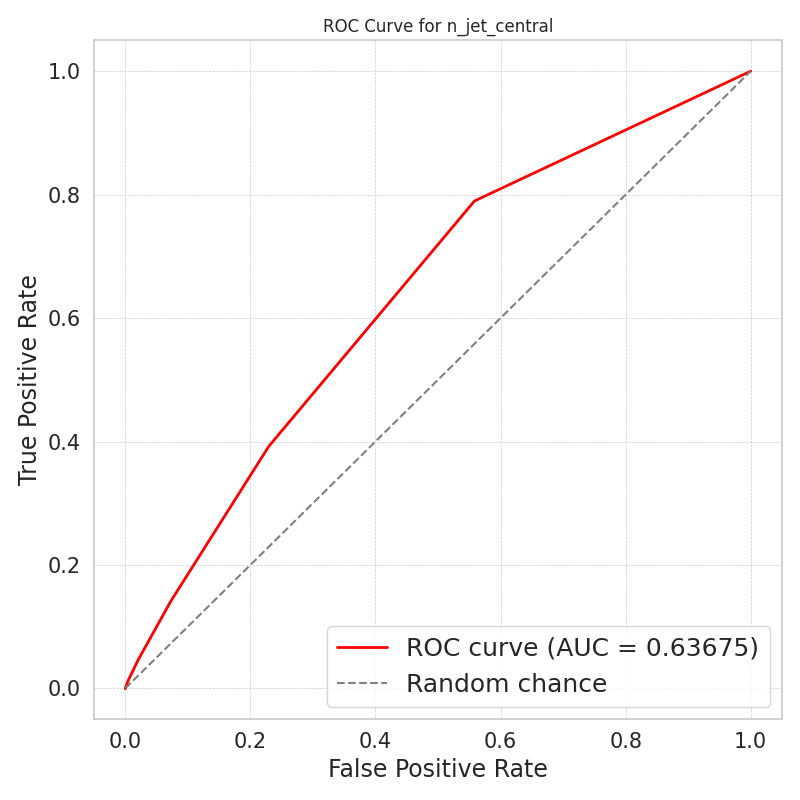 ROC Curve for n_jet_central
True Positive Rate
1.0
0.8
0.6
0.4
0.2
0.0
ROC curve (AUC = 0.63675)
Random chance
0.0 0.2 0.4 0.6 0.8 1.0
False Positive Rate